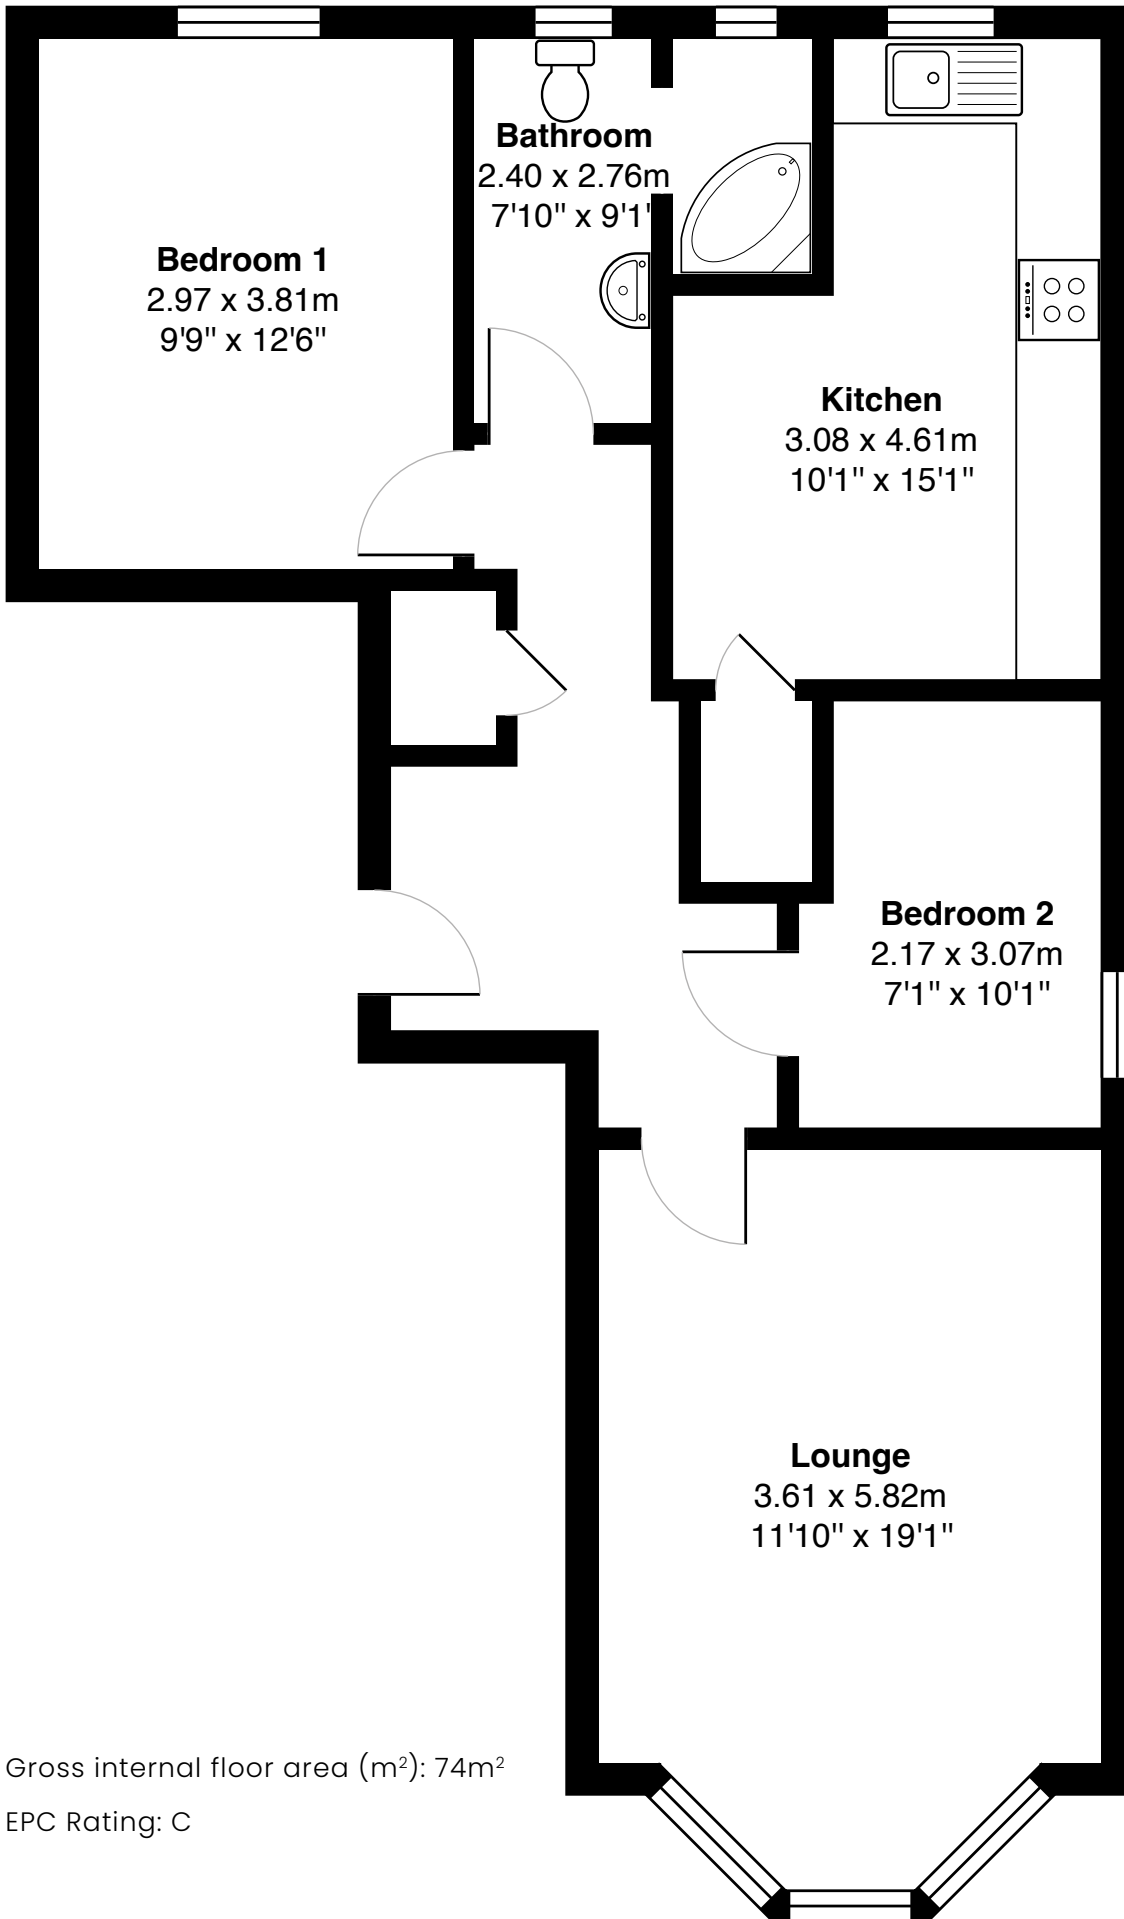 Bathroom
2.40 x 2.76m
7'10" x 9'1"
Bedroom 1
2.97 x 3.81m
9'9" x 12'6"
Kitchen
3.08 x 4.61m
10'1" x 15'1"
Bedroom 2
2.17 x 3.07m
7'1" x 10'1"
Lounge
3.61 x 5.82m
11'10" x 19'1"
Gross internal floor area (m²): 74m²
EPC Rating: C